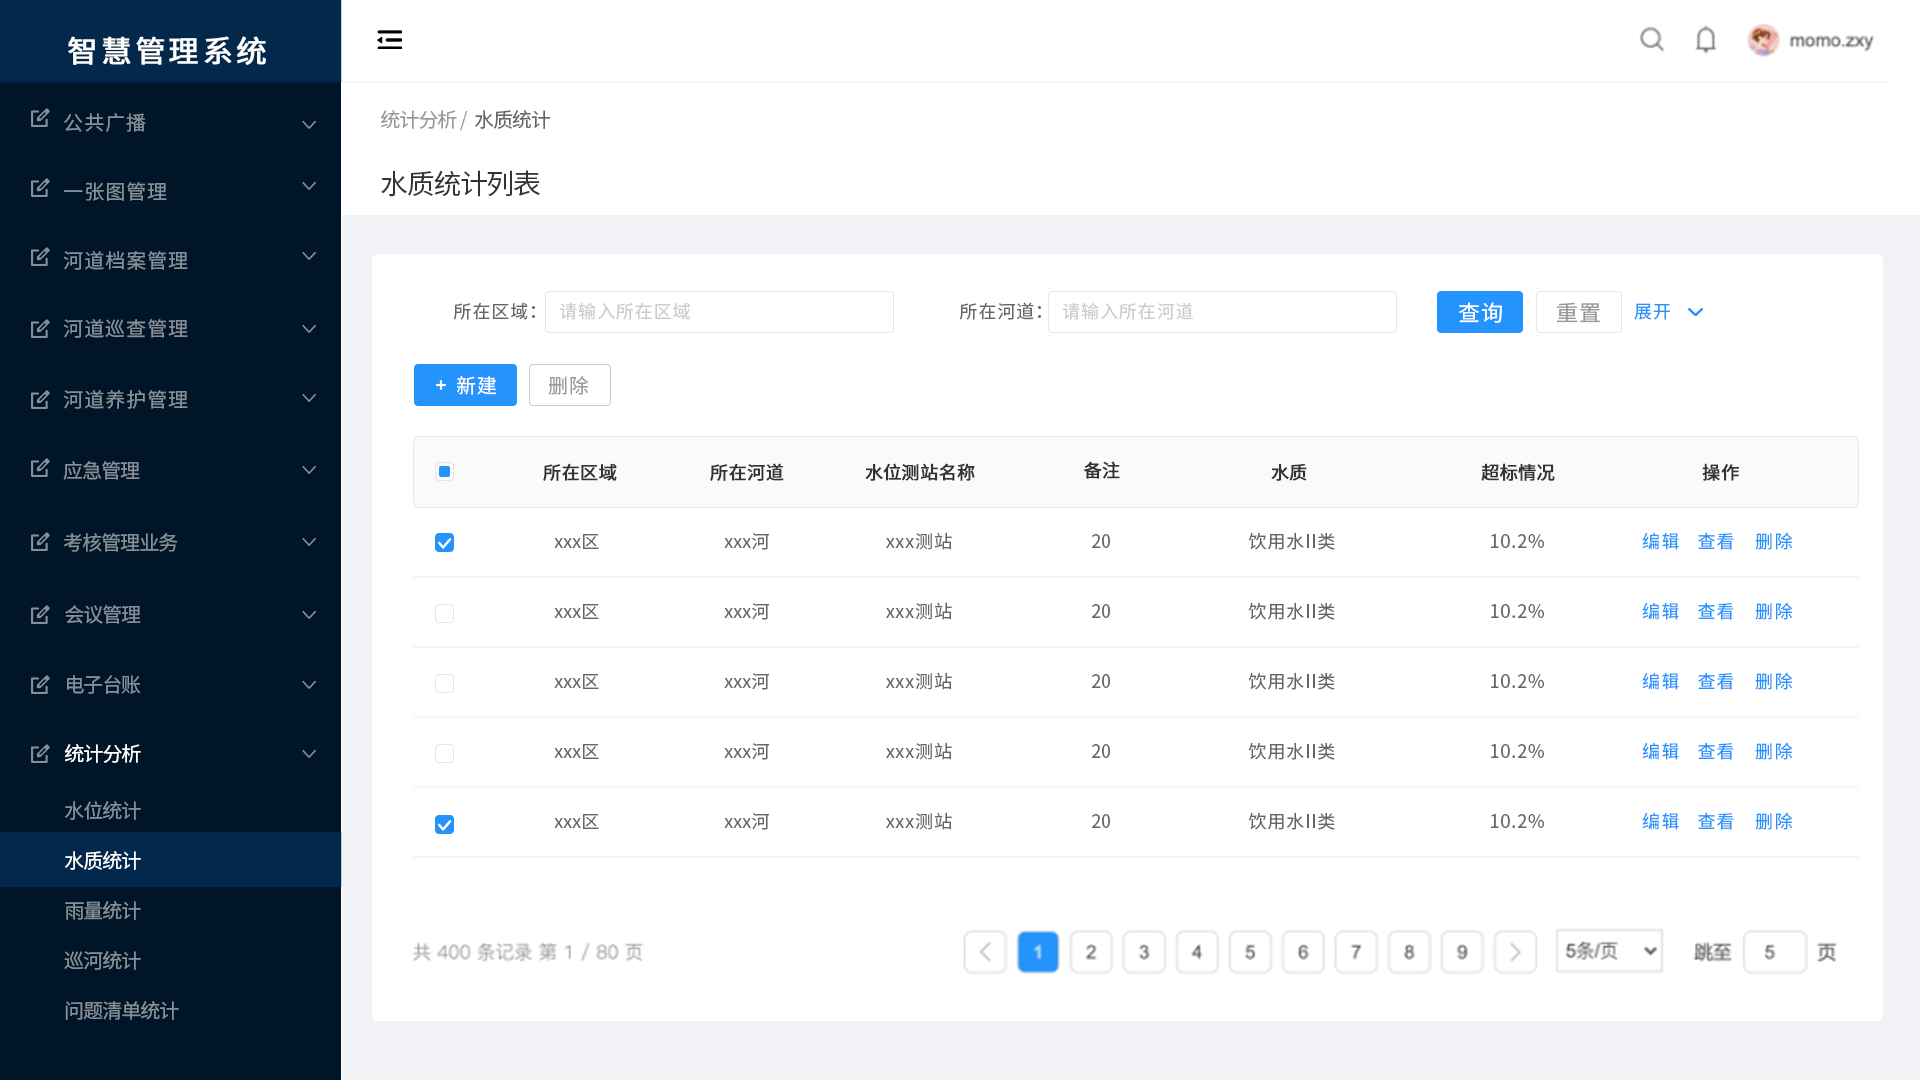 智慧管理系统
公共广播
一张图管理
河道档案管理
河道巡查管理
河道养护管理
应急管理
考核管理业务
会议管理
电子台账
统计分析
水位统计
水质统计
雨量统计
巡河统计
问题清单统计
momo.zxy
统计分析 / 水质统计
水质统计列表
所在区域： 请输入所在区域 所在河道： 请输入所在河道 查询 重置 展开
+ 新建 删除
所在区域 所在河道 水位测站名称 备注 水质 超标情况 操作
xxx区 xxx河 xxx测站 20 饮用水II类 10.2% 编辑 查看 删除
xxx区 xxx河 xxx测站 20 饮用水II类 10.2% 编辑 查看 删除
xxx区 xxx河 xxx测站 20 饮用水II类 10.2% 编辑 查看 删除
xxx区 xxx河 xxx测站 20 饮用水II类 10.2% 编辑 查看 删除
xxx区 xxx河 xxx测站 20 饮用水II类 10.2% 编辑 查看 删除
共 400 条记录 第 1 / 80 页 1 2 3 4 5 6 7 8 9 5条/页 跳至 5 页